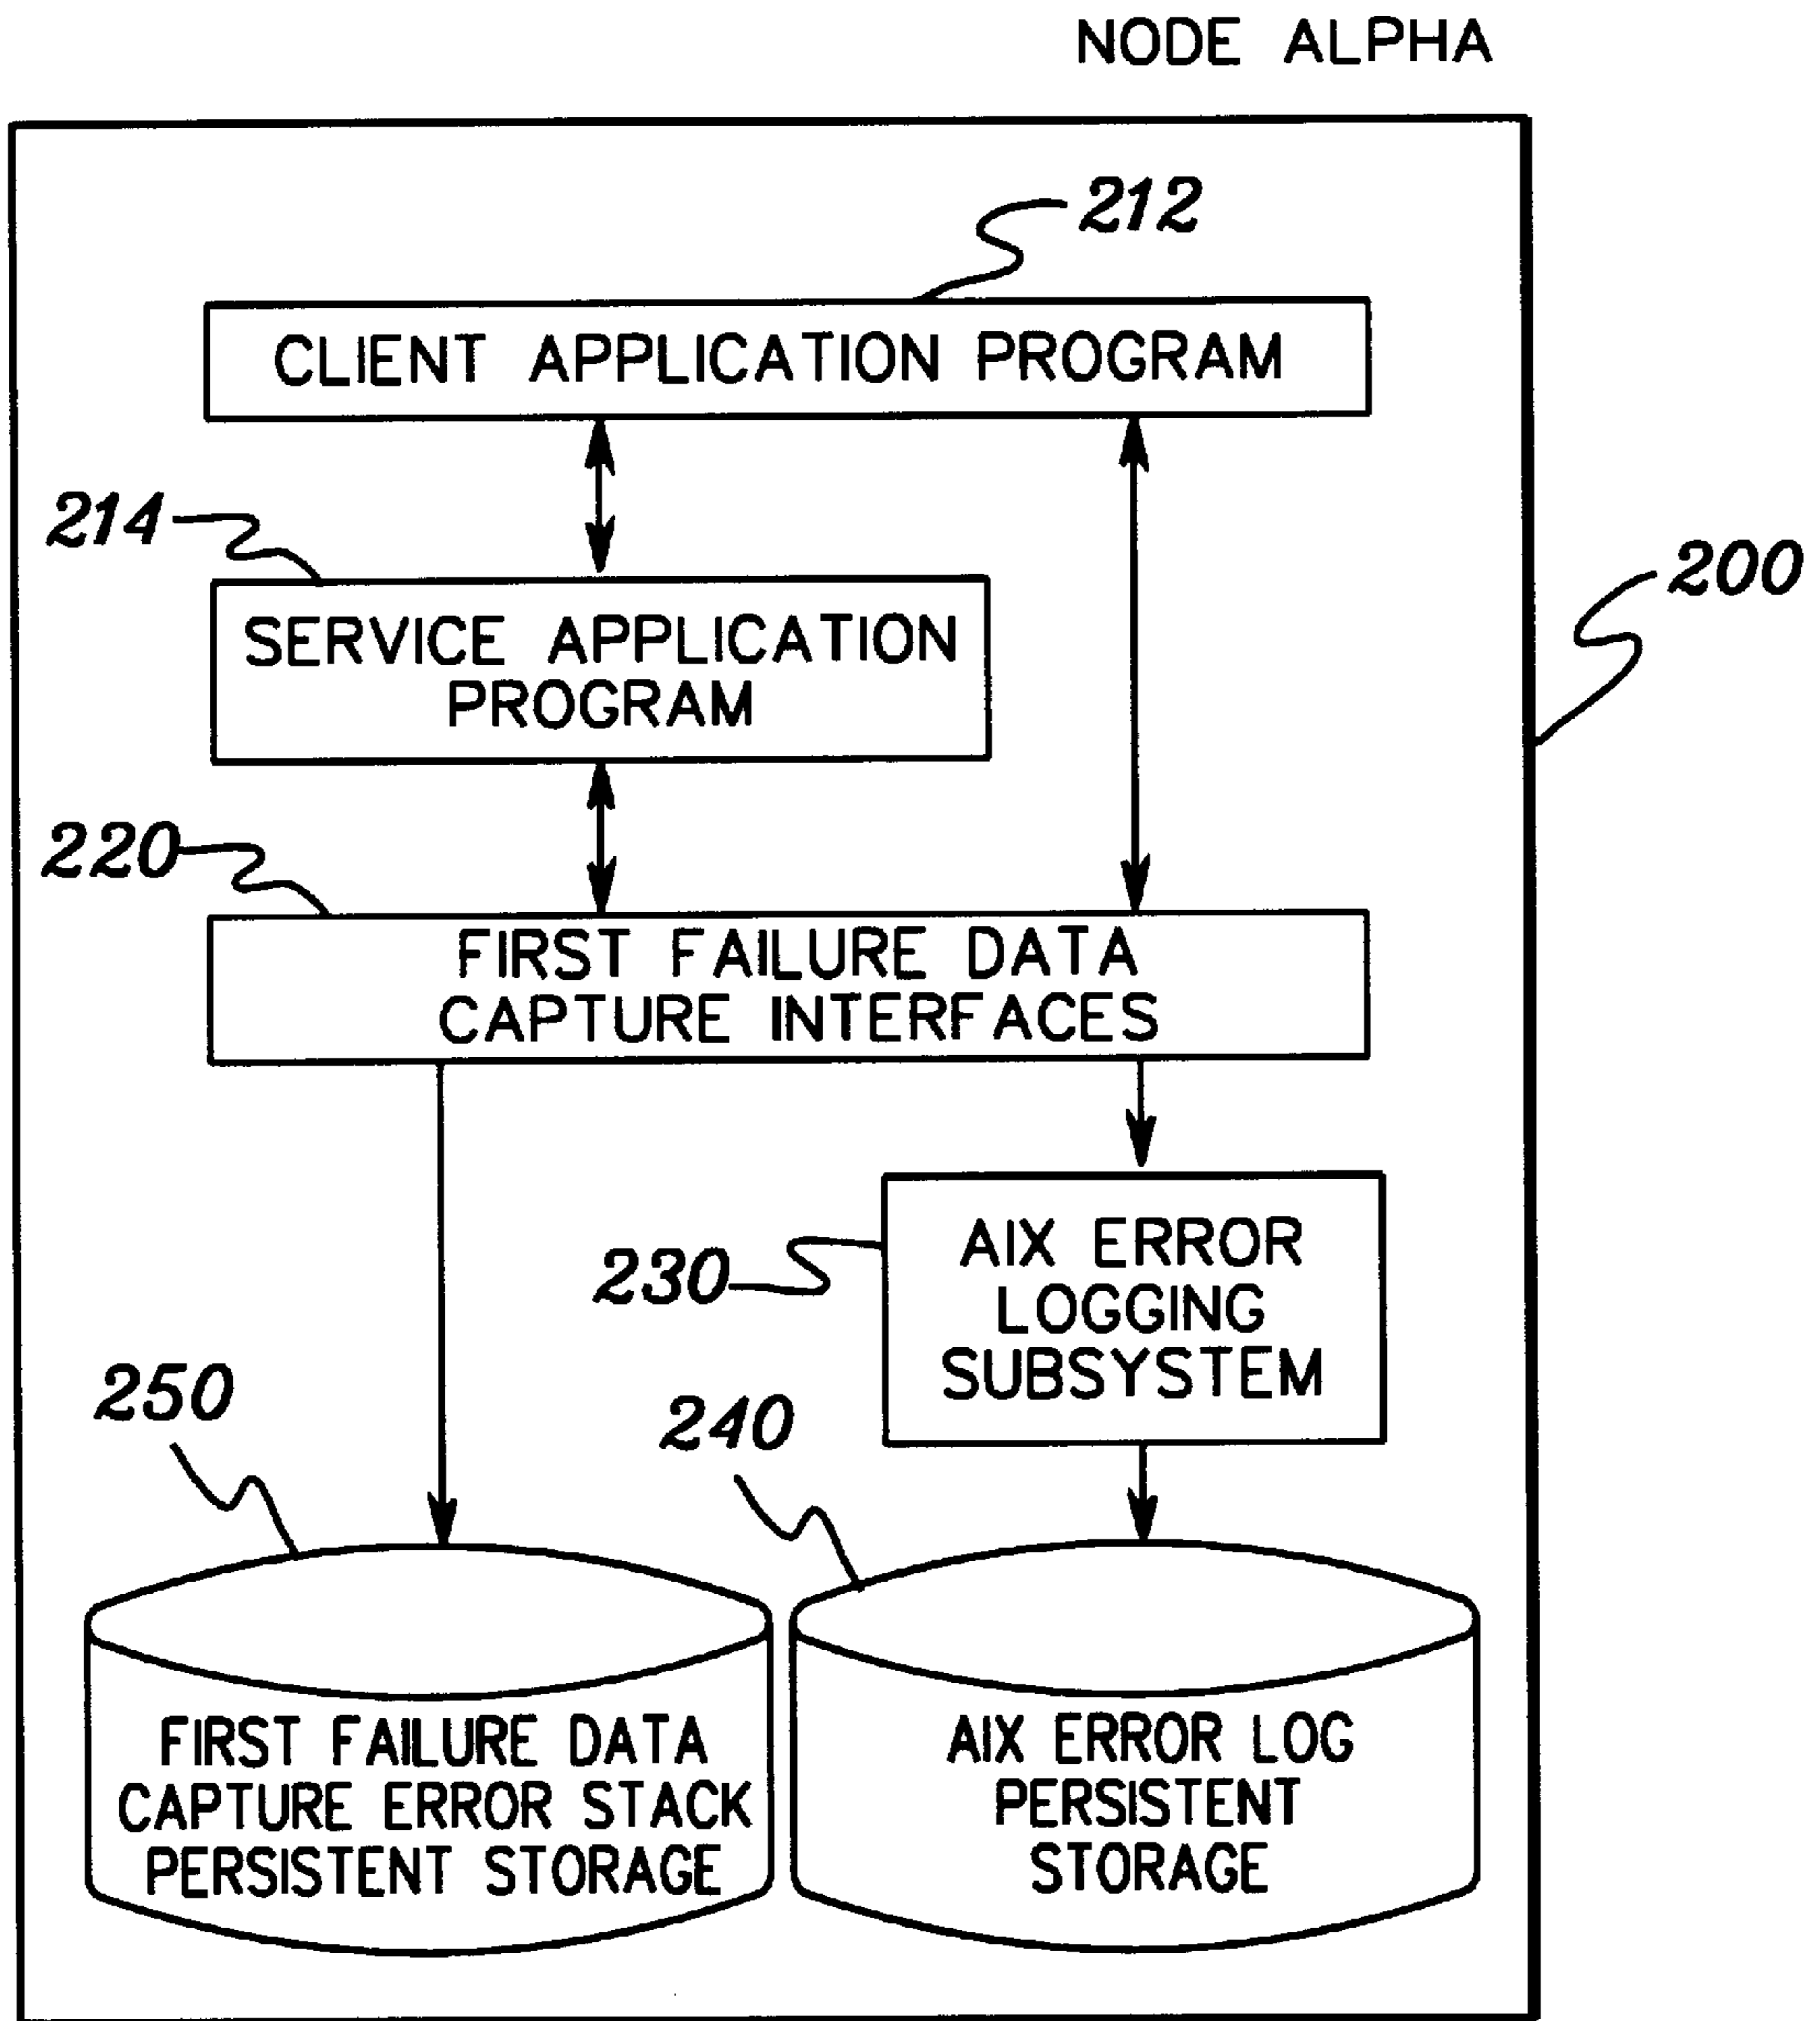 NODE ALPHA
212
CLIENT APPLICATION PROGRAM
214
200
SERVICE APPLICATION
PROGRAM
220
FIRST FAILURE DATA
CAPTURE INTERFACES
230
AIX ERROR
LOGGING
SUBSYSTEM
250
240
FIRST FAILURE DATA
CAPTURE ERROR STACK
PERSISTENT STORAGE
AIX ERROR LOG
PERSISTENT
STORAGE